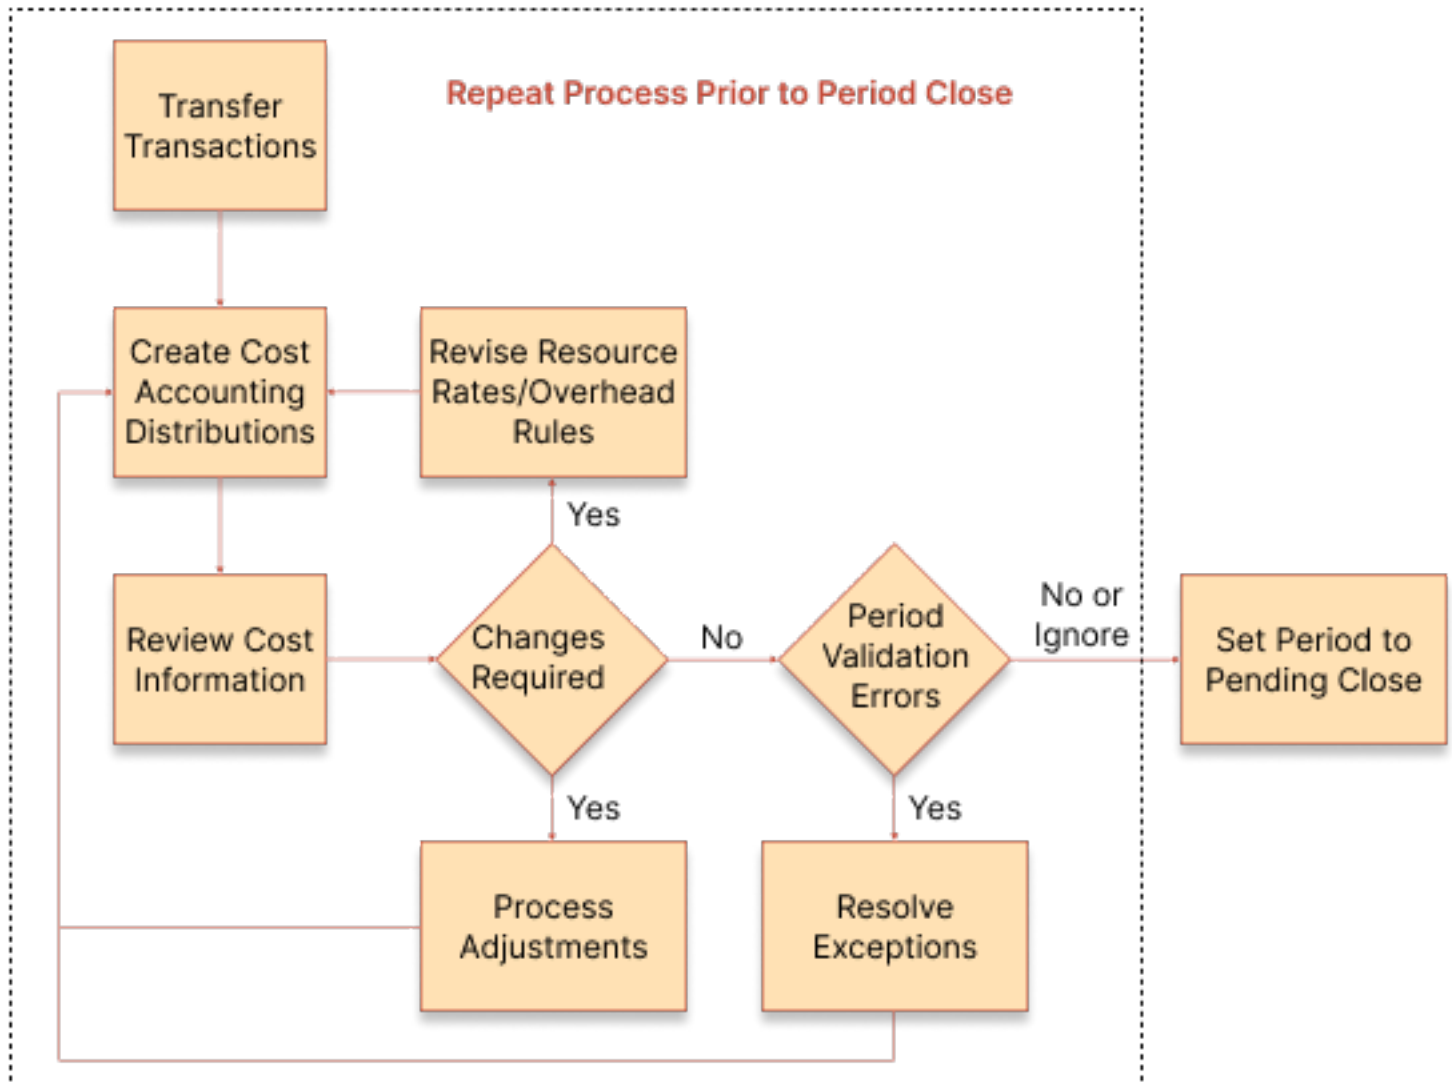 Transfer
Transactions
Repeat Process Prior to Period Close
Create Cost
Accounting
Distributions
Revise Resource
Rates/Overhead
Rules
Yes
Review Cost
Information
Changes
Required
No
Period
Validation
Errors
No or
Ignore
Set Period to
Pending Close
Yes
Yes
Process
Adjustments
Resolve
Exceptions